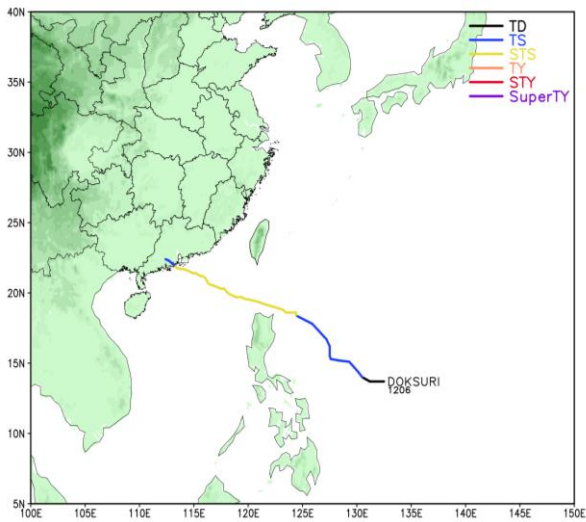 40N
TD
TS
STS
TY
STY
SuperTY
35N
30N
25N
20N
15N
DOKSURI
1206
10N
5N
100E 105E 110E 115E 120E 125E 130E 135E 140E 145E 150E